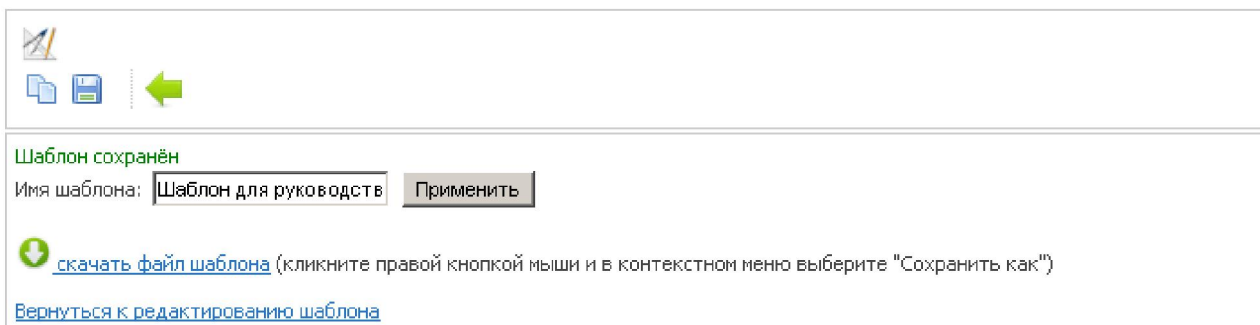 Шаблон сохранён
Имя шаблона: Шаблон для руководств Применить
скачать файл шаблона (кликните правой кнопкой мыши и в контекстном меню выберите "Сохранить как")
Вернуться к редактированию шаблона